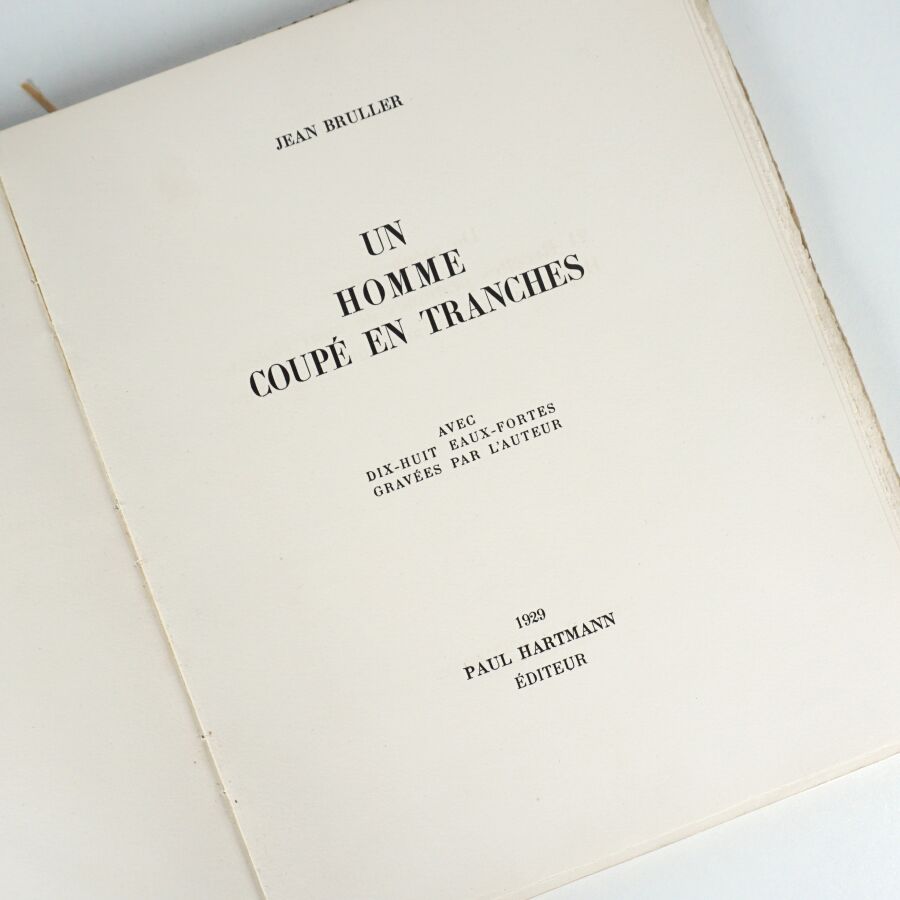 JEAN BRULLER
UN
HOMME
COUPÉ EN TRANCHES
AVEC
DIX-HUIT EAUX-FORTES
GRAVÉES PAR L'AUTEUR
1929
PAUL HARTMANN
ÉDITEUR